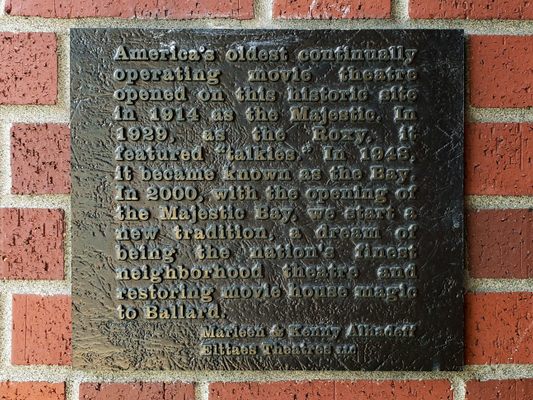 America's oldest continually
operating movie theatre
opened on this historic site
in 1914 as the Majestic. In
1929, as the Roxy, it
featured "talkies." In 1948,
it became known as the Bay.
In 2000, with the opening of
the Majestic Bay, we start a
new tradition, a dream of
being the nation's finest
neighborhood theatre and
restoring movie house magic
to Ballard.
Marleen & Kenny Alhadeff
Elttaes Theatres LLC